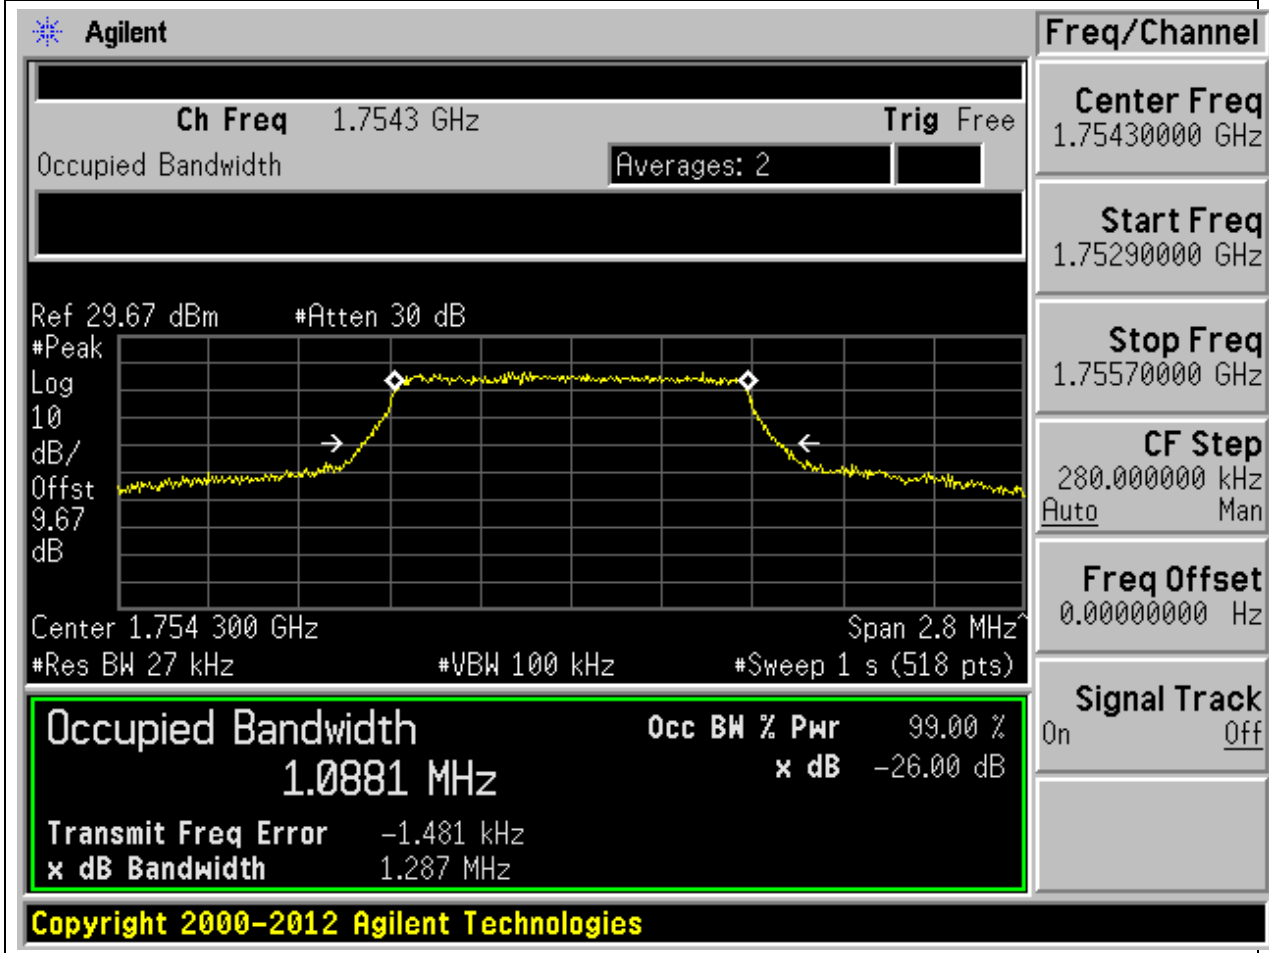 Agilent
Freq/Channel
Ch Freq 1.7543 GHz Trig Free
Occupied Bandwidth Averages: 2
Center Freq
1.75430000 GHz
Start Freq
1.75290000 GHz
Stop Freq
1.75570000 GHz
CF Step
280.000000 kHz
Auto Man
Freq Offset
0.00000000 Hz
Signal Track
On Off
Ref 29.67 dBm #Atten 30 dB
#Peak
Log
10
dB/
Offst
9.67
dB
Center 1.754 300 GHz Span 2.8 MHz^
#Res BW 27 kHz #VBW 100 kHz #Sweep 1 s (518 pts)
Occupied Bandwidth Occ BW % Pwr 99.00 %
1.0881 MHz x dB -26.00 dB
Transmit Freq Error -1.481 kHz
x dB Bandwidth 1.287 MHz
Copyright 2000-2012 Agilent Technologies